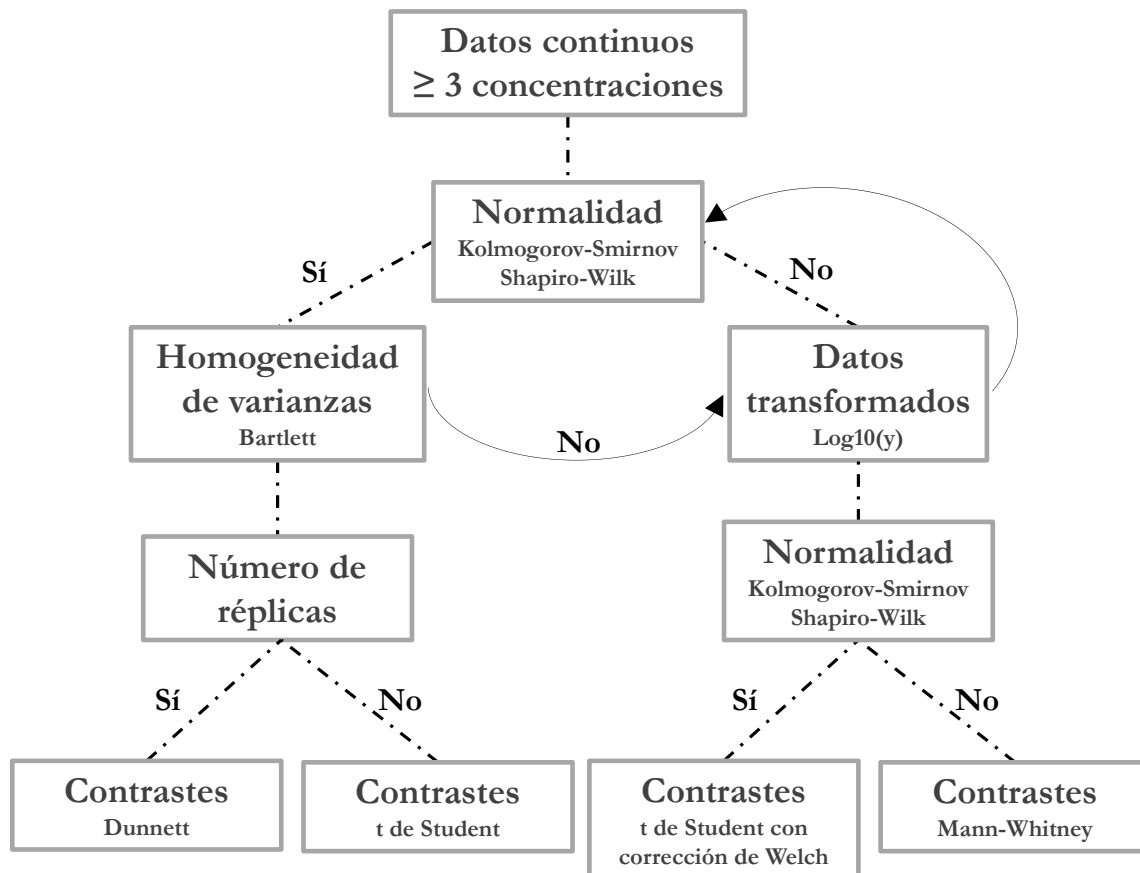 Datos continuos
≥ 3 concentraciones
Normalidad
Kolmogorov-Smirnov
Shapiro-Wilk
Sí
No
Homogeneidad
de varianzas
Bartlett
No
Datos
transformados
Log10(y)
Número de
réplicas
Normalidad
Kolmogorov-Smirnov
Shapiro-Wilk
Sí
No
Sí
No
Contrastes
Dunnett
Contrastes
t de Student
Contrastes
t de Student con
corrección de Welch
Contrastes
Mann-Whitney